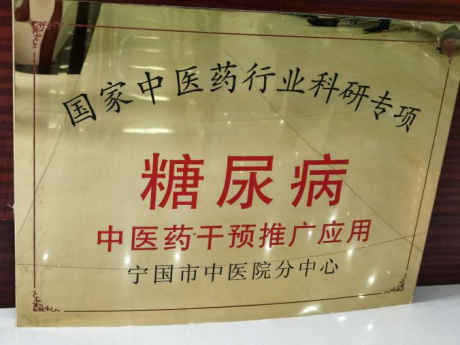 国家中医药行业科研专项
糖尿病
中医药干预推广应用
宁国市中医院分中心